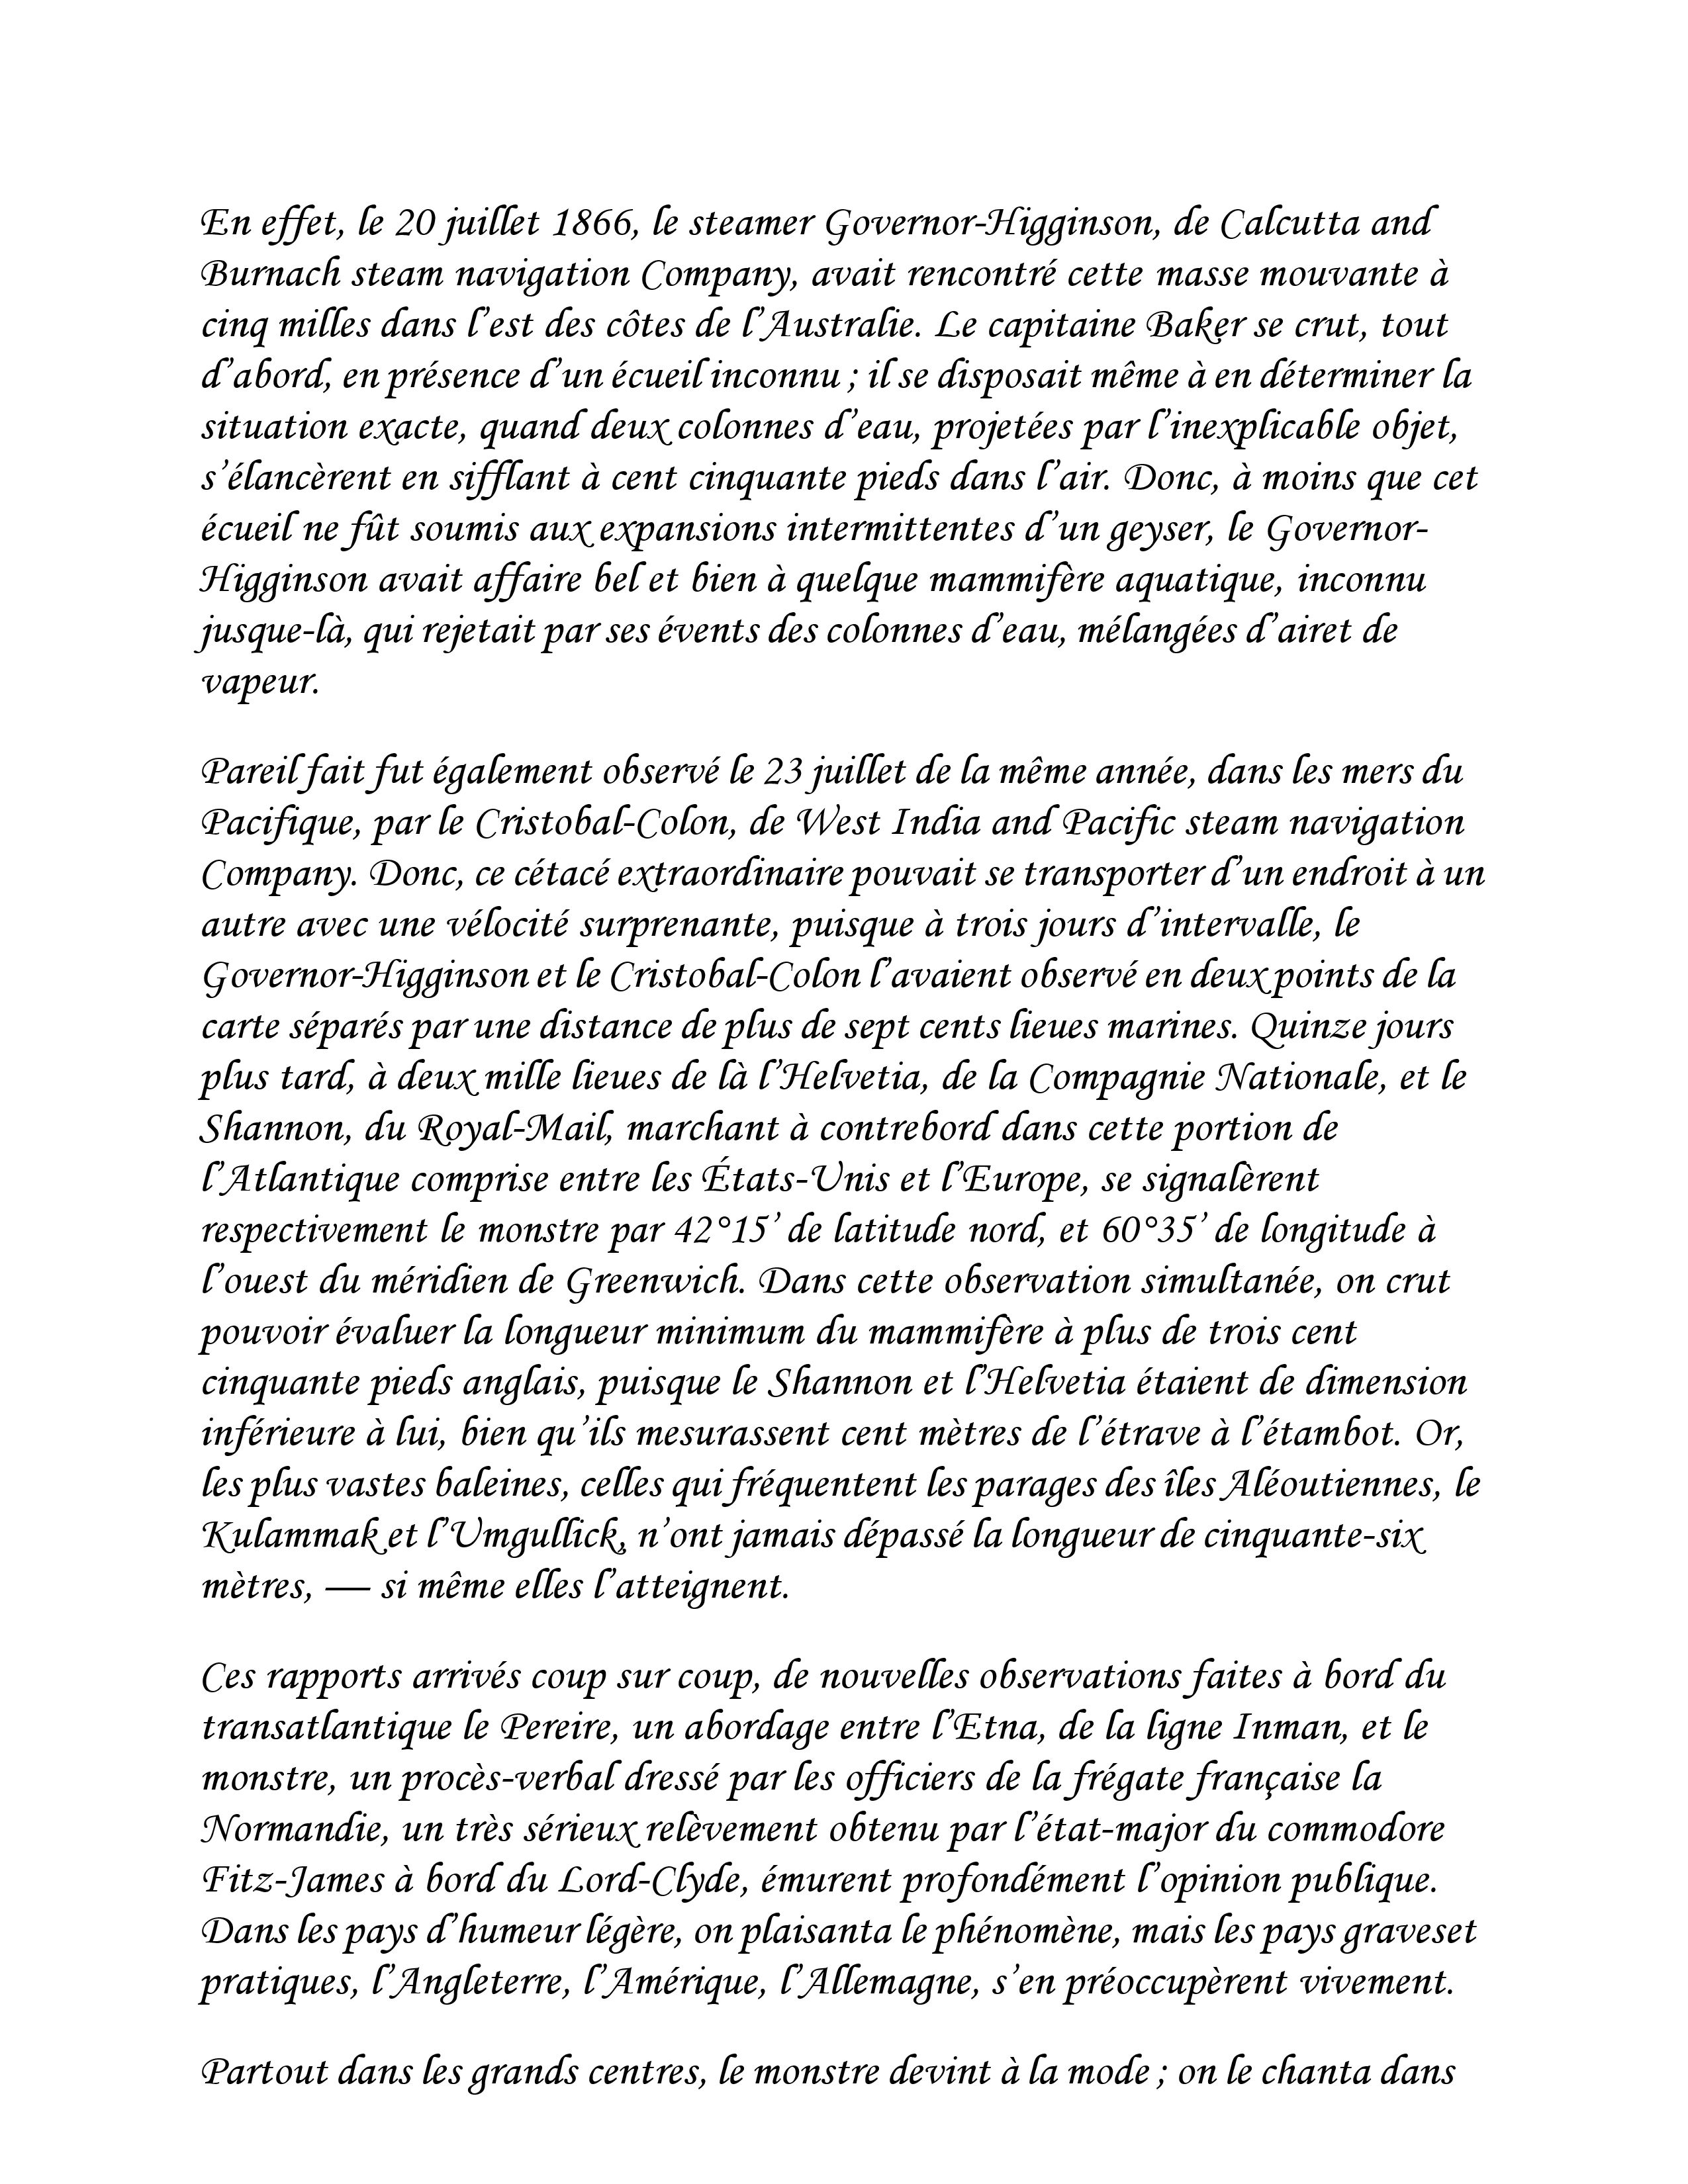 En effet, le 20 juillet 1866, le steamer Governor-Higginson, de Calcutta and
Burnach steam navigation Company, avait rencontré cette masse mouvante à
cinq milles dans l’est des côtes de l’Australie. Le capitaine Baker se crut, tout
d’abord, en présence d’un écueil inconnu ; il se disposait même à en déterminer la
situation exacte, quand deux colonnes d’eau, projetées par l’inexplicable objet,
s’élancèrent en sifflant à cent cinquante pieds dans l’air. Donc, à moins que cet
écueil ne fût soumis aux expansions intermittentes d’un geyser, le Governor-
Higginson avait affaire bel et bien à quelque mammifère aquatique, inconnu
jusque-là, qui rejetait par ses évents des colonnes d’eau, mélangées d’airet de
vapeur.
Pareil fait fut également observé le 23 juillet de la même année, dans les mers du
Pacifique, par le Cristobal-Colon, de West India and Pacific steam navigation
Company. Donc, ce cétacé extraordinaire pouvait se transporter d’un endroit à un
autre avec une vélocité surprenante, puisque à trois jours d’intervalle, le
Governor-Higginson et le Cristobal-Colon l’avaient observé en deux points de la
carte séparés par une distance de plus de sept cents lieues marines. Quinze jours
plus tard, à deux mille lieues de là l’Helvetia, de la Compagnie Nationale, et le
Shannon, du Royal-Mail, marchant à contrebord dans cette portion de
l’Atlantique comprise entre les États-Unis et l’Europe, se signalèrent
respectivement le monstre par 42°15’ de latitude nord, et 60°35’ de longitude à
l’ouest du méridien de Greenwich. Dans cette observation simultanée, on crut
pouvoir évaluer la longueur minimum du mammifère à plus de trois cent
cinquante pieds anglais, puisque le Shannon et l’Helvetia étaient de dimension
inférieure à lui, bien qu’ils mesurassent cent mètres de l’étrave à l’étambot. Or,
les plus vastes baleines, celles qui fréquentent les parages des îles Aléoutiennes, le
Kulammak et l’Umgullick, n’ont jamais dépassé la longueur de cinquante-six
mètres, — si même elles l’atteignent.
Ces rapports arrivés coup sur coup, de nouvelles observations faites à bord du
transatlantique le Pereire, un abordage entre l’Etna, de la ligne Inman, et le
monstre, un procès-verbal dressé par les officiers de la frégate française la
Normandie, un très sérieux relèvement obtenu par l’état-major du commodore
Fitz-James à bord du Lord-Clyde, émurent profondément l’opinion publique.
Dans les pays d’humeur légère, on plaisanta le phénomène, mais les pays graveset
pratiques, l’Angleterre, l’Amérique, l’Allemagne, s’en préoccupèrent vivement.
Partout dans les grands centres, le monstre devint à la mode ; on le chanta dans